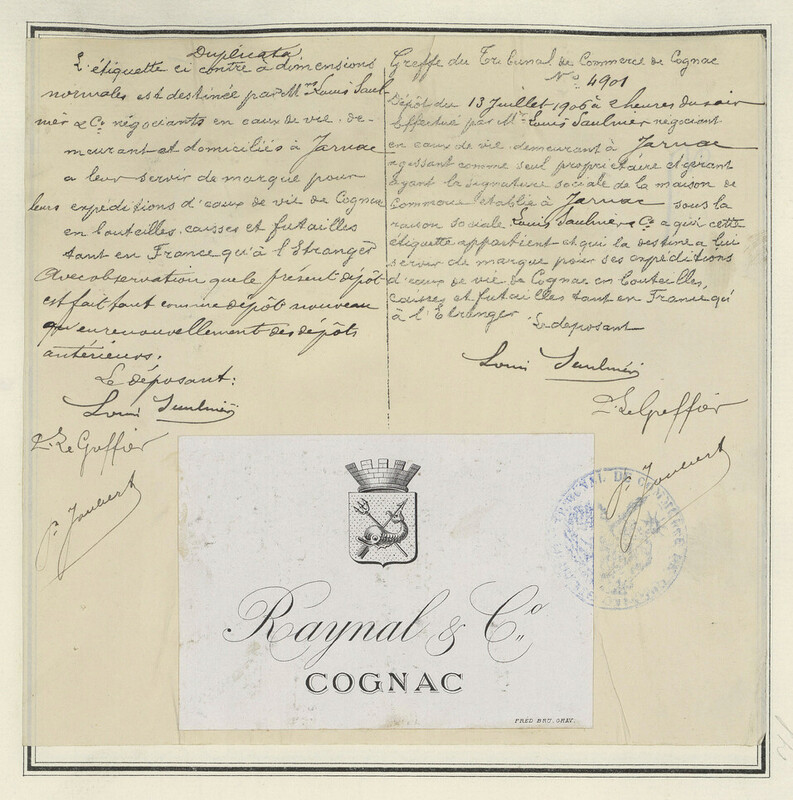 Duplicata
L'étiquette ci contre à dimensions
normales est destinée par Mrs Louis Saul-
nier & Co négociants en eaux de vie de-
meurant et domiciliés à Jarnac
a leur servir de marque pour
leurs expéditions d'eaux de vie de Cognac
en bouteilles, caisses et futailles
tant en France qu'à l'Etranger
Avec observation que le présent dépôt
est fait tant comme dépôt nouveau
qu'en renouvellement des dépôts
antérieurs.
Le déposant:
Louis Saulnier
Le Greffier
P. Joubert
Greffe du Tribunal de Commerce de Cognac
No 4901
Dépôt du 13 Juillet 1906 à heures du soir
Effectué par Mr Louis Saulnier négociant
en eaux de vie demeurant à Jarnac
agissant comme seul propriétaire et gérant
ayant la signature sociale de la maison de
Commerce établie à Jarnac sous la
raison sociale Louis Saulnier & Co a qui cette
étiquette appartient et qui la destine a lui
servir de marque pour ses expéditions
d'eaux de vie de Cognac en bouteilles,
caisses et futailles tant en France qu'
à l'Etranger Le déposant
Louis Saulnier
Le Greffier
P. Joubert
TRIBUNAL DE COMMERCE DE
Raynal & Co
COGNAC
FRED BRU. GRAV.